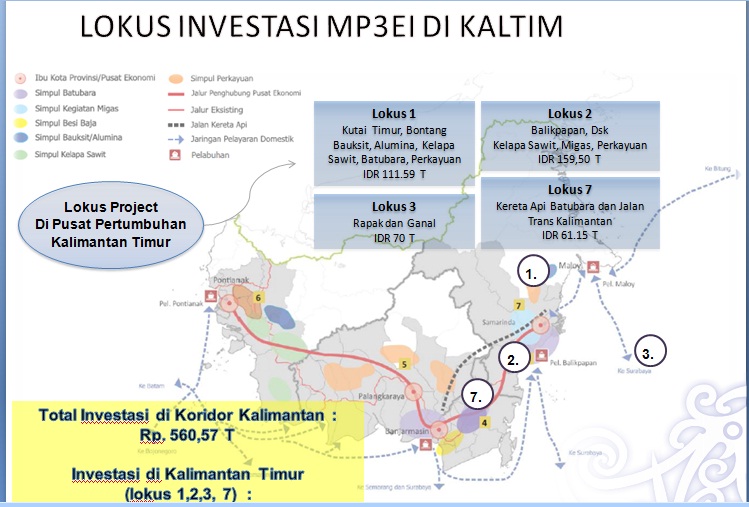 LOKUS INVESTASI MP3EI DI KALTIM
Ibu Kota Provinsi/Pusat Ekonomi
Simpul Batubara
Simpul Kegiatan Migas
Simpul Besi Baja
Simpul Bauksit/Alumina
Simpul Kelapa Sawit
Simpul Perkayuan
Jalur Penghubung Pusat Ekonomi
Jalur Eksisting
Jalan Kereta Api
Jaringan Pelayaran Domestik
Pelabuhan
Lokus 1
Kutai Timur, Bontang
Bauksit, Alumina, Kelapa
Sawit, Batubara, Perkayuan
IDR 111.59 T
Lokus 2
Balikpapan, Dsk
Kelapa Sawit, Migas, Perkayuan
IDR 159,50 T
Lokus 3
Rapak dan Ganal
IDR 70 T
Lokus 7
Kereta Api Batubara dan Jalan
Trans Kalimantan
IDR 61.15 T
Lokus Project
Di Pusat Pertumbuhan
Kalimantan Timur
Ke Bitung
Maloy
Pel. Maloy
1.
Pontianak
Pel. Pontianak
6
7
Samarinda
2.
Pel. Balikpapan
3.
Ke Surabaya
5
Palangkaraya
7.
4
Banjarmasin
Ke Batam
Ke Surabaya
Ke Semarang dan Surabaya
Total Investasi di Koridor Kalimantan :
Rp, 560,57 T
Investasi di Kalimantan Timur
(lokus 1,2,3, 7) :